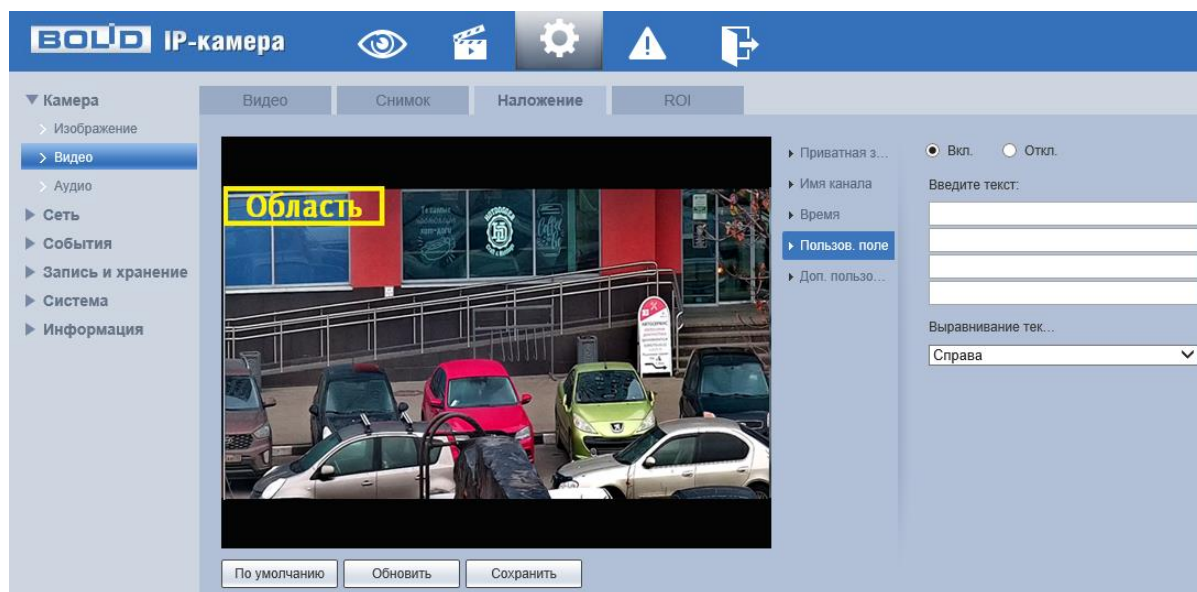 BOLID IP-камера
Камера
Изображение
Видео
Аудио
Сеть
События
Запись и хранение
Система
Информация
Видео
Снимок
Наложение
ROI
Область
Приватная з...
Имя канала
Время
Пользов. поле
Доп. пользо...
Вкл.
Откл.
Введите текст:
Выравнивание тек...
Справа
По умолчанию
Обновить
Сохранить